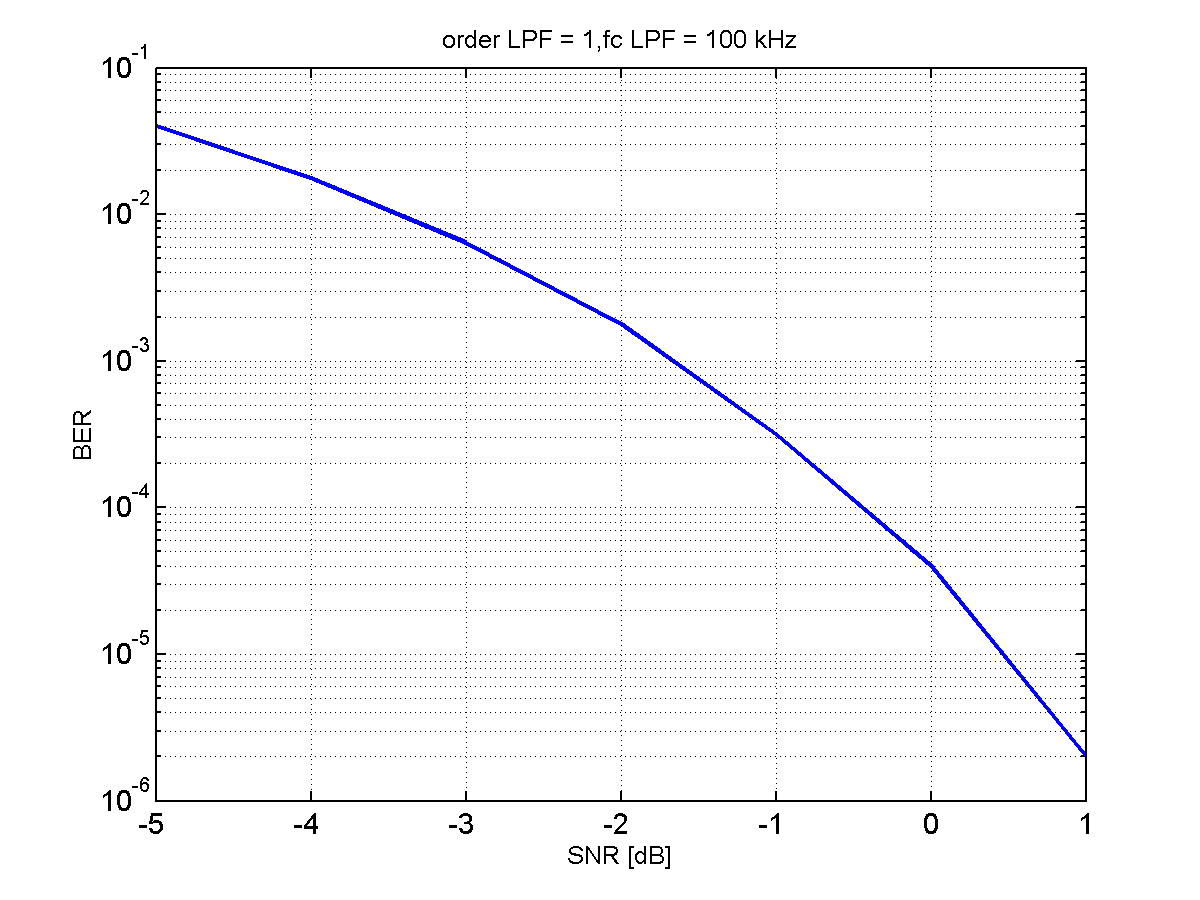 order LPF = 1,fc LPF = 100 kHz
10^-1
10^-2
10^-3
10^-4
10^-5
10^-6
BER
-5 -4 -3 -2 -1 0 1
SNR [dB]